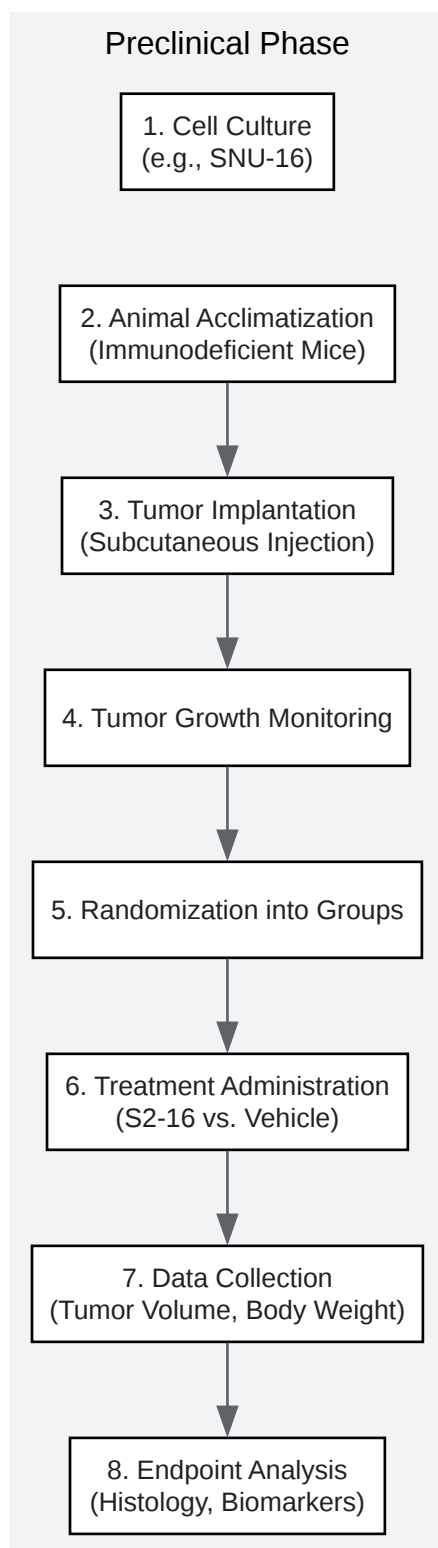 Preclinical Phase
1. Cell Culture
(e.g., SNU-16)
2. Animal Acclimatization
(Immunodeficient Mice)
3. Tumor Implantation
(Subcutaneous Injection)
4. Tumor Growth Monitoring
5. Randomization into Groups
6. Treatment Administration
(S2-16 vs. Vehicle)
7. Data Collection
(Tumor Volume, Body Weight)
8. Endpoint Analysis
(Histology, Biomarkers)